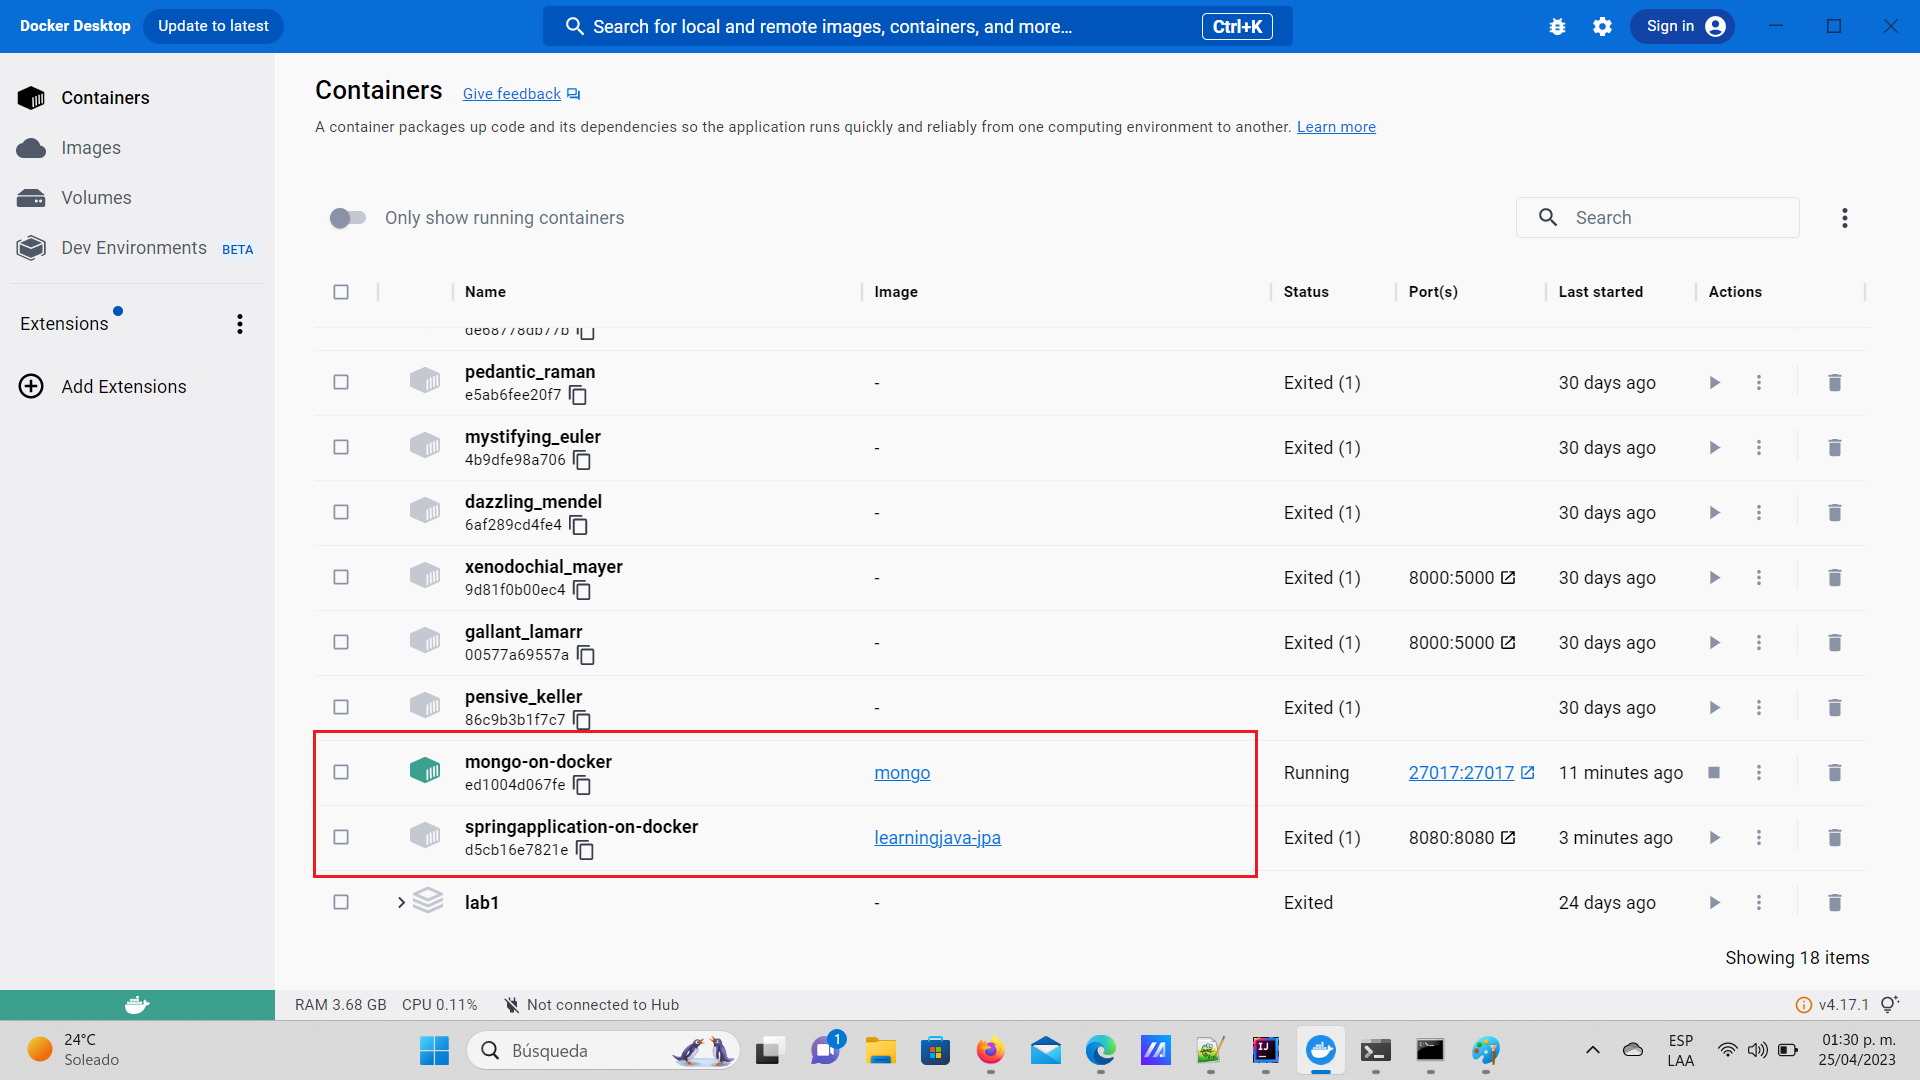 Docker Desktop Update to latest Search for local and remote images, containers, and more... Ctrl+K Sign in
Containers
Images
Volumes
Dev Environments BETA
Extensions
Add Extensions
Containers Give feedback
A container packages up code and its dependencies so the application runs quickly and reliably from one computing environment to another. Learn more
Only show running containers Search
Name Image Status Port(s) Last started Actions
de68778db77b
pedantic_raman
e5ab6fee20f7 - Exited (1) 30 days ago
mystifying_euler
4b9dfe98a706 - Exited (1) 30 days ago
dazzling_mendel
6af289cd4fe4 - Exited (1) 30 days ago
xenodochial_mayer
9d81f0b00ec4 - Exited (1) 8000:5000 30 days ago
gallant_lamarr
00577a69557a - Exited (1) 8000:5000 30 days ago
pensive_keller
86c9b3b1f7c7 - Exited (1) 30 days ago
mongo-on-docker
ed1004d067fe mongo Running 27017:27017 11 minutes ago
springapplication-on-docker
d5cb16e7821e learningjava-jpa Exited (1) 8080:8080 3 minutes ago
lab1 - Exited 24 days ago
Showing 18 items
RAM 3.68 GB CPU 0.11% Not connected to Hub v4.17.1
24°C
Soleado
Búsqueda
1
IJ
ESP
LAA
01:30 p. m.
25/04/2023